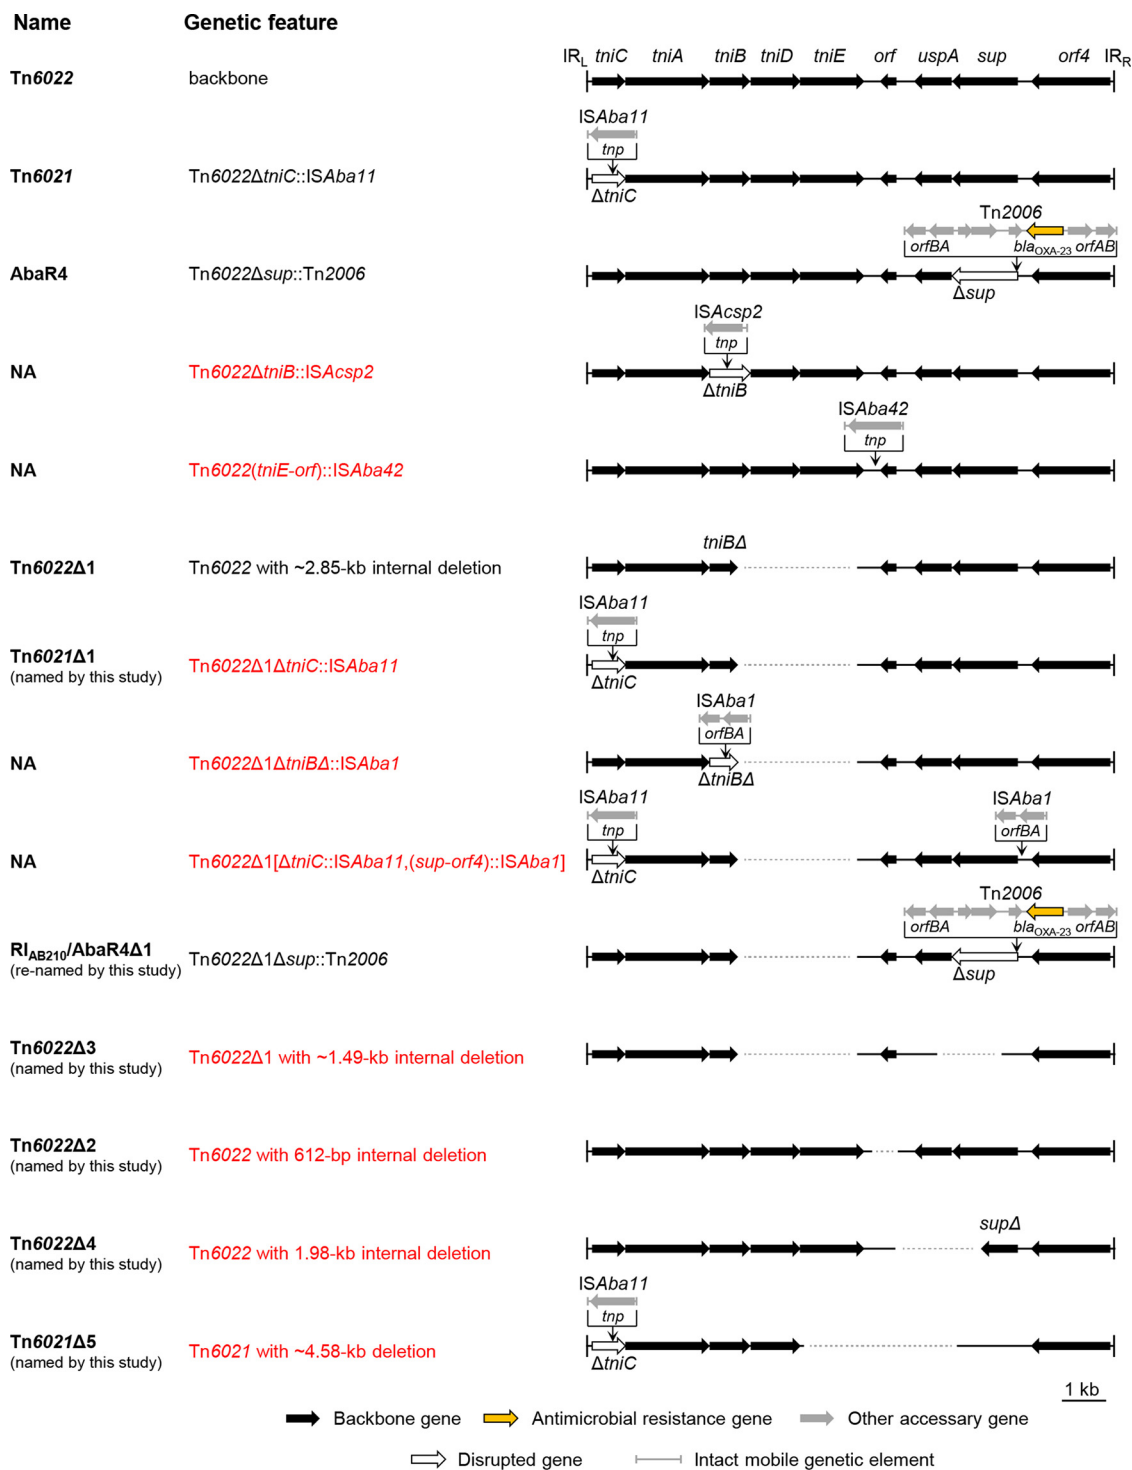 Name Genetic feature
IRL tniC tniA tniB tniD tniE orf uspA sup orf4 IRR
Tn6022 backbone
ISAba11
tnp
Tn6021 Tn6022ΔtniC::ISAba11
ΔtniC
Tn2006
orfBA blaOXA-23 orfAB
AbaR4 Tn6022Δsup::Tn2006
Δsup
ISAcsp2
tnp
NA Tn6022ΔtniB::ISAcsp2
ΔtniB
ISAba42
tnp
NA Tn6022(tniE-orf)::ISAba42
tniBΔ
Tn6022Δ1 Tn6022 with ~2.85-kb internal deletion
ISAba11
tnp
Tn6021Δ1
(named by this study) Tn6022Δ1ΔtniC::ISAba11
ΔtniC
ISAba1
orfBA
NA Tn6022Δ1ΔtniBΔ::ISAba1
ΔtniBΔ
ISAba11 ISAba1
tnp orfBA
NA Tn6022Δ1[ΔtniC::ISAba11,(sup-orf4)::ISAba1]
ΔtniC
Tn2006
orfBA blaOXA-23 orfAB
RIAB210/AbaR4Δ1
(re-named by this study) Tn6022Δ1Δsup::Tn2006
Δsup
Tn6022Δ3
(named by this study) Tn6022Δ1 with ~1.49-kb internal deletion
Tn6022Δ2
(named by this study) Tn6022 with 612-bp internal deletion
supΔ
Tn6022Δ4
(named by this study) Tn6022 with 1.98-kb internal deletion
ISAba11
tnp
Tn6021Δ5
(named by this study) Tn6021 with ~4.58-kb deletion
ΔtniC
1 kb
Backbone gene Antimicrobial resistance gene Other accessary gene
Disrupted gene Intact mobile genetic element